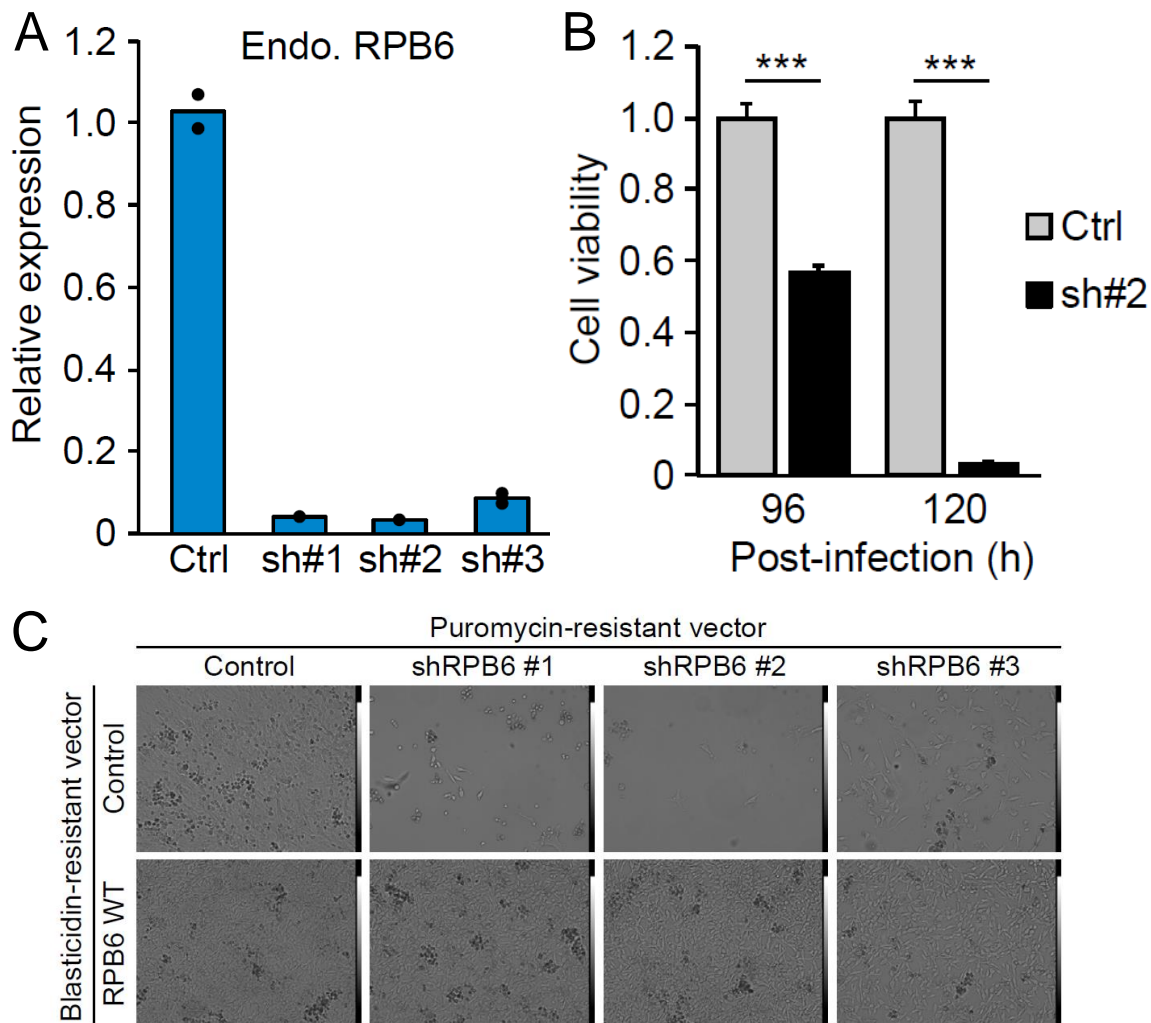 A
Endo. RPB6
Relative expression
1.2
1.0
0.8
0.6
0.4
0.2
0
Ctrl sh#1 sh#2 sh#3
B
Cell viability
1.2
1.0
0.8
0.6
0.4
0.2
0
*** ***
96 120
Post-infection (h)
Ctrl
sh#2
C
Puromycin-resistant vector
Control shRPB6 #1 shRPB6 #2 shRPB6 #3
Blasticidin-resistant vector
Control
RPB6 WT